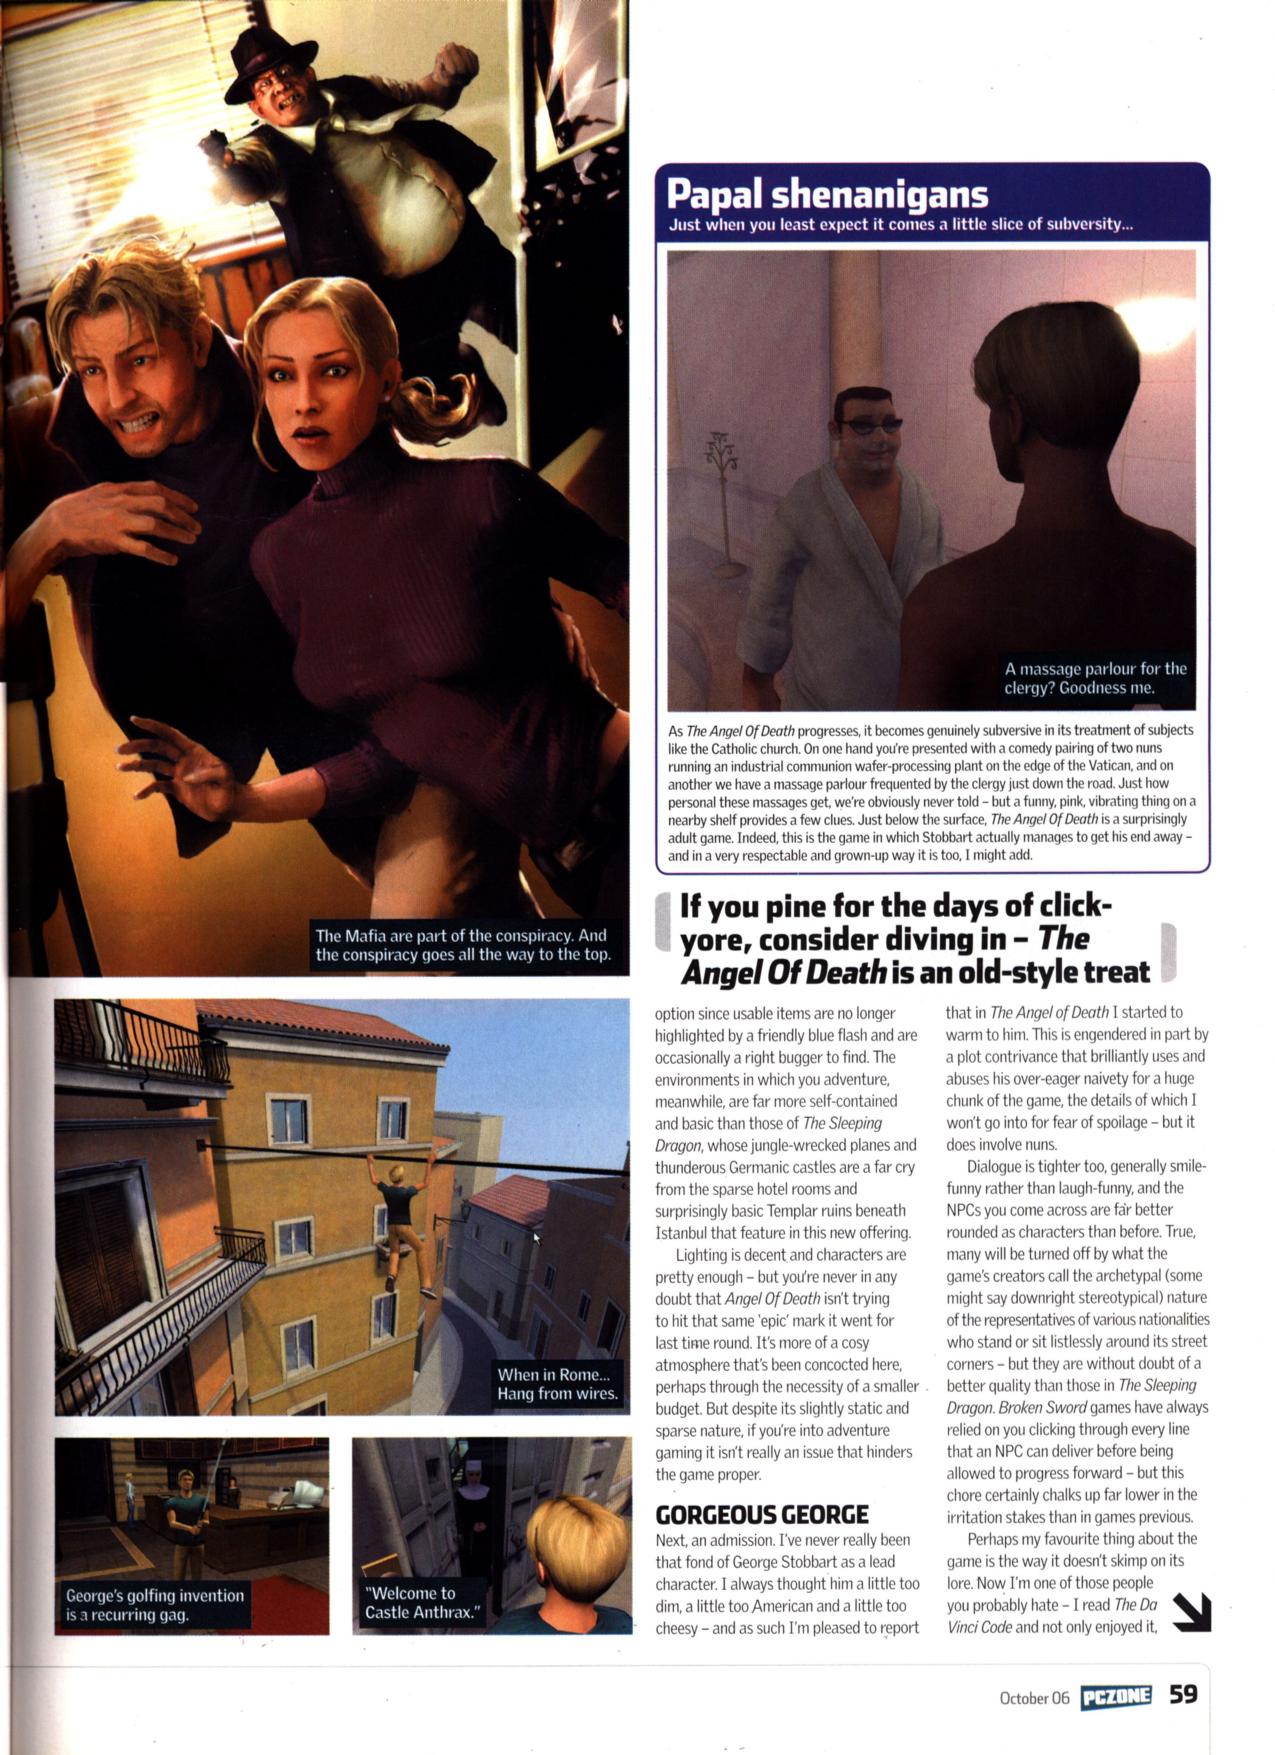 Papal shenanigans
Just when you least expect it comes a little slice of subversity...
A massage parlour for the
clergy? Goodness me.
As The Angel Of Death progresses, it becomes genuinely subversive in its treatment of subjects
like the Catholic church. On one hand you're presented with a comedy pairing of two nuns
running an industrial communion wafer-processing plant on the edge of the Vatican, and on
another we have a massage parlour frequented by the clergy just down the road. Just how
personal these massages get, we're obviously never told – but a funny, pink, vibrating thing on a
nearby shelf provides a few clues. Just below the surface, The Angel Of Death is a surprisingly
adult game. Indeed, this is the game in which Stobbart actually manages to get his end away –
and in a very respectable and grown-up way it is too, I might add.
The Mafia are part of the conspiracy. And
the conspiracy goes all the way to the top.
When in Rome...
Hang from wires.
George's golfing invention
is a recurring gag.
"Welcome to
Castle Anthrax."
If you pine for the days of click-
yore, consider diving in – The
Angel Of Death is an old-style treat
option since usable items are no longer
highlighted by a friendly blue flash and are
occasionally a right bugger to find. The
environments in which you adventure,
meanwhile, are far more self-contained
and basic than those of The Sleeping
Dragon, whose jungle-wrecked planes and
thunderous Germanic castles are a far cry
from the sparse hotel rooms and
surprisingly basic Templar ruins beneath
Istanbul that feature in this new offering.
Lighting is decent and characters are
pretty enough – but you're never in any
doubt that Angel Of Death isn't trying
to hit that same 'epic' mark it went for
last time round. It's more of a cosy
atmosphere that's been concocted here,
perhaps through the necessity of a smaller
budget. But despite its slightly static and
sparse nature, if you're into adventure
gaming it isn't really an issue that hinders
the game proper.
GORGEOUS GEORGE
Next, an admission. I've never really been
that fond of George Stobbart as a lead
character. I always thought him a little too
dim, a little too American and a little too
cheesy – and as such I'm pleased to report
that in The Angel of Death I started to
warm to him. This is engendered in part by
a plot contrivance that brilliantly uses and
abuses his over-eager naivety for a huge
chunk of the game, the details of which I
won't go into for fear of spoilage – but it
does involve nuns.
Dialogue is tighter too, generally smile-
funny rather than laugh-funny, and the
NPCs you come across are far better
rounded as characters than before. True,
many will be turned off by what the
game's creators call the archetypal (some
might say downright stereotypical) nature
of the representatives of various nationalities
who stand or sit listlessly around its street
corners – but they are without doubt of a
better quality than those in The Sleeping
Dragon. Broken Sword games have always
relied on you clicking through every line
that an NPC can deliver before being
allowed to progress forward – but this
chore certainly chalks up far lower in the
irritation stakes than in games previous.
Perhaps my favourite thing about the
game is the way it doesn't skimp on its
lore. Now I'm one of those people
you probably hate – I read The Da
Vinci Code and not only enjoyed it,
October 06 PCZONE 59